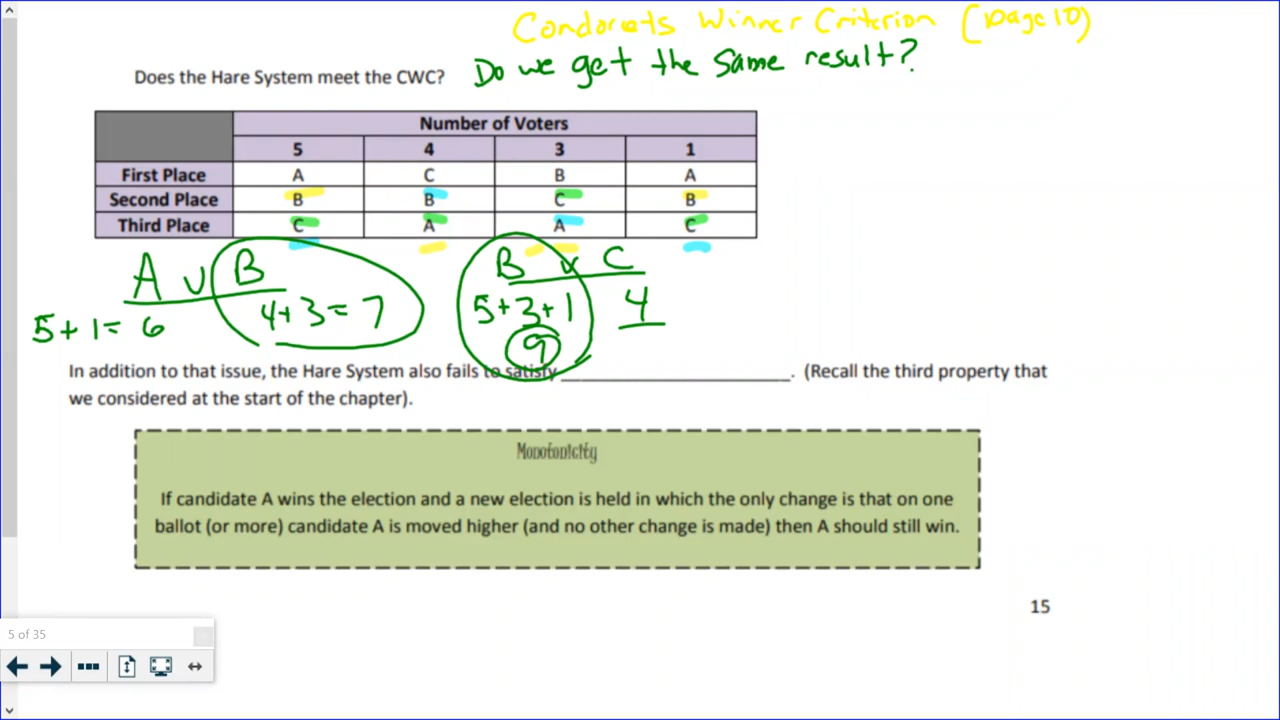 Condorcets Winner Criterion (page 10)
Does the Hare System meet the CWC? Do we get the same result?
Number of Voters
5 4 3 1
First Place A C B A
Second Place B B C B
Third Place C A A C
A v B B v C
5+1=6 4+3=7 5+3+1 4
9
In addition to that issue, the Hare System also fails to satisfy ______________________. (Recall the third property that
we considered at the start of the chapter).
Monotonicity
If candidate A wins the election and a new election is held in which the only change is that on one
ballot (or more) candidate A is moved higher (and no other change is made) then A should still win.
15
5 of 35